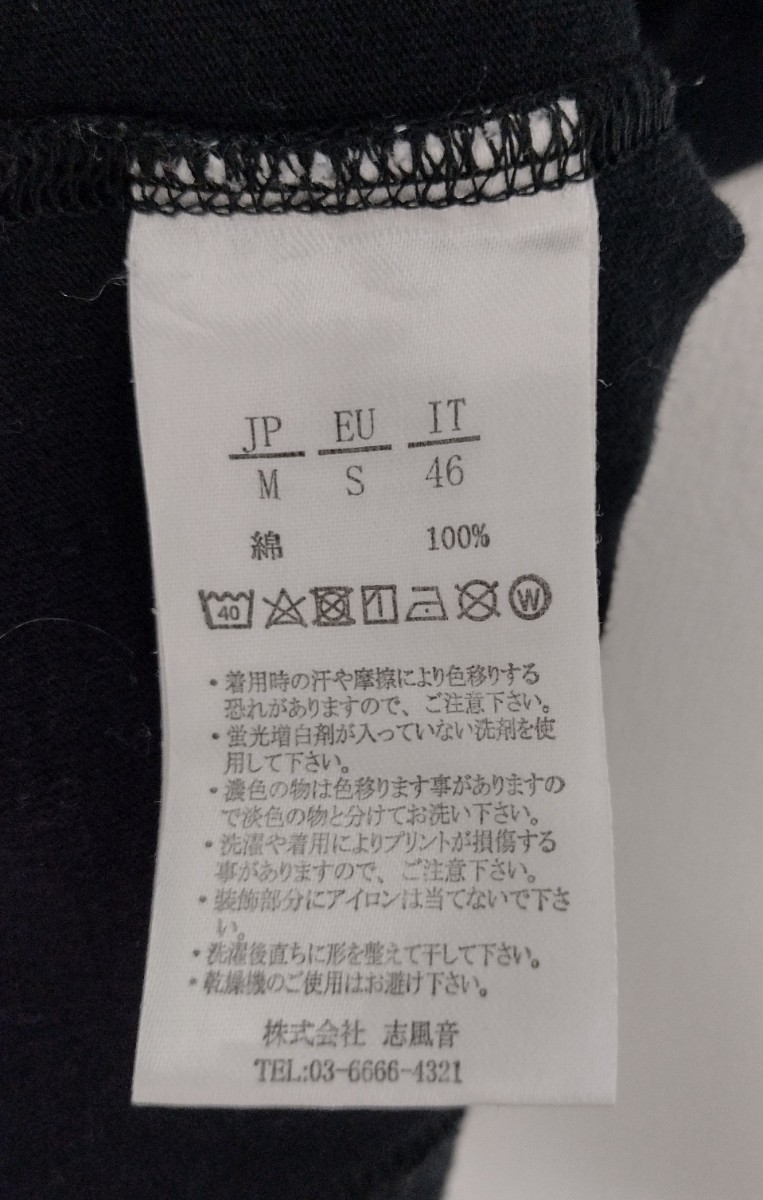 JP EU IT
M S 46
綿 100%
40 W
・着用時の汗や摩擦により色移りする
恐れがありますので、ご注意下さい。
・蛍光増白剤が入っていない洗剤を使
用して下さい。
・濃色の物は色移ります事がありますの
で淡色の物と分けてお洗い下さい。
・洗濯や着用によりプリントが損傷する
事がありますので、ご注意下さい。
・装飾部分にアイロンは当てないで下さ
い。
・洗濯後直ちに形を整えて干して下さい。
・乾燥機のご使用はお避け下さい。
株式会社 志風音
TEL:03-6666-4321